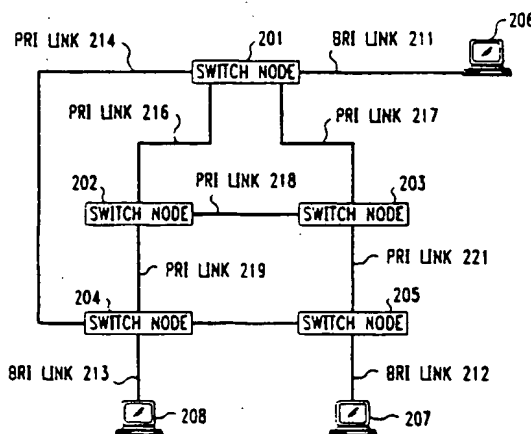 PRI LINK 214
201
BRI LINK 211
206
SWITCH NODE
PRI LINK 216
PRI LINK 217
202
PRI LINK 218
203
SWITCH NODE
SWITCH NODE
PRI LINK 219
PRI LINK 221
204
205
SWITCH NODE
SWITCH NODE
BRI LINK 213
BRI LINK 212
208
207